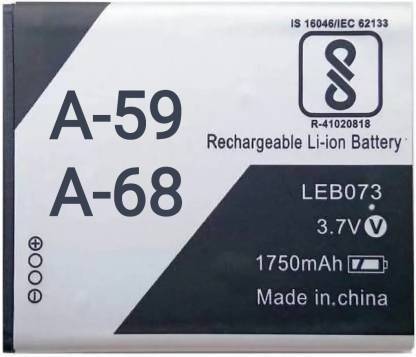 IS 16046/IEC 62133
R-41020818
Rechargeable Li-ion Battery
A-59
A-68
LEB073
3.7V V
1750mAh
Made in.china